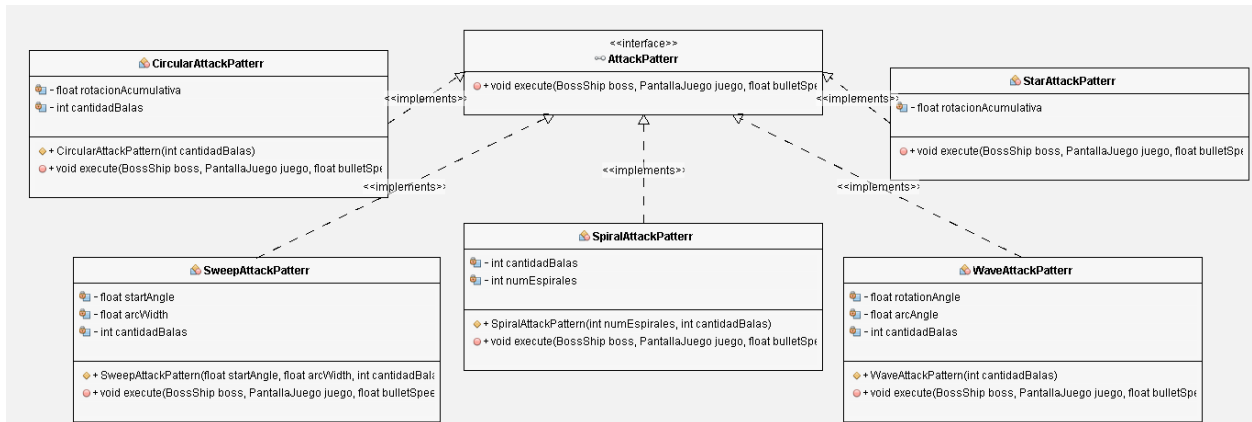 CircularAttackPatterr
- float rotacionAcumulativa
- int cantidadBalas
+ CircularAttackPattern(int cantidadBalas)
+ void execute(BossShip boss, PantallaJuego juego, float bulletSpe
<<interface>>
AttackPatterr
+ void execute(BossShip boss, PantallaJuego juego, float bulletSpe
StarAttackPatterr
- float rotacionAcumulativa
+ void execute(BossShip boss, PantallaJuego juego, float bulletSpe
<<implements>>
<<implements>>
<<implements>>
<<implements>>
<<implements>>
SweepAttackPatterr
- float startAngle
- float arcWidth
- int cantidadBalas
+ SweepAttackPattern(float startAngle, float arcWidth, int cantidadBala
+ void execute(BossShip boss, PantallaJuego juego, float bulletSpee
SpiralAttackPatterr
- int cantidadBalas
- int numEspirales
+ SpiralAttackPattern(int numEspirales, int cantidadBalas)
+ void execute(BossShip boss, PantallaJuego juego, float bulletSpe
WaveAttackPatterr
- float rotationAngle
- float arcAngle
- int cantidadBalas
+ WaveAttackPattern(int cantidadBalas)
+ void execute(BossShip boss, PantallaJuego juego, float bulletSpe